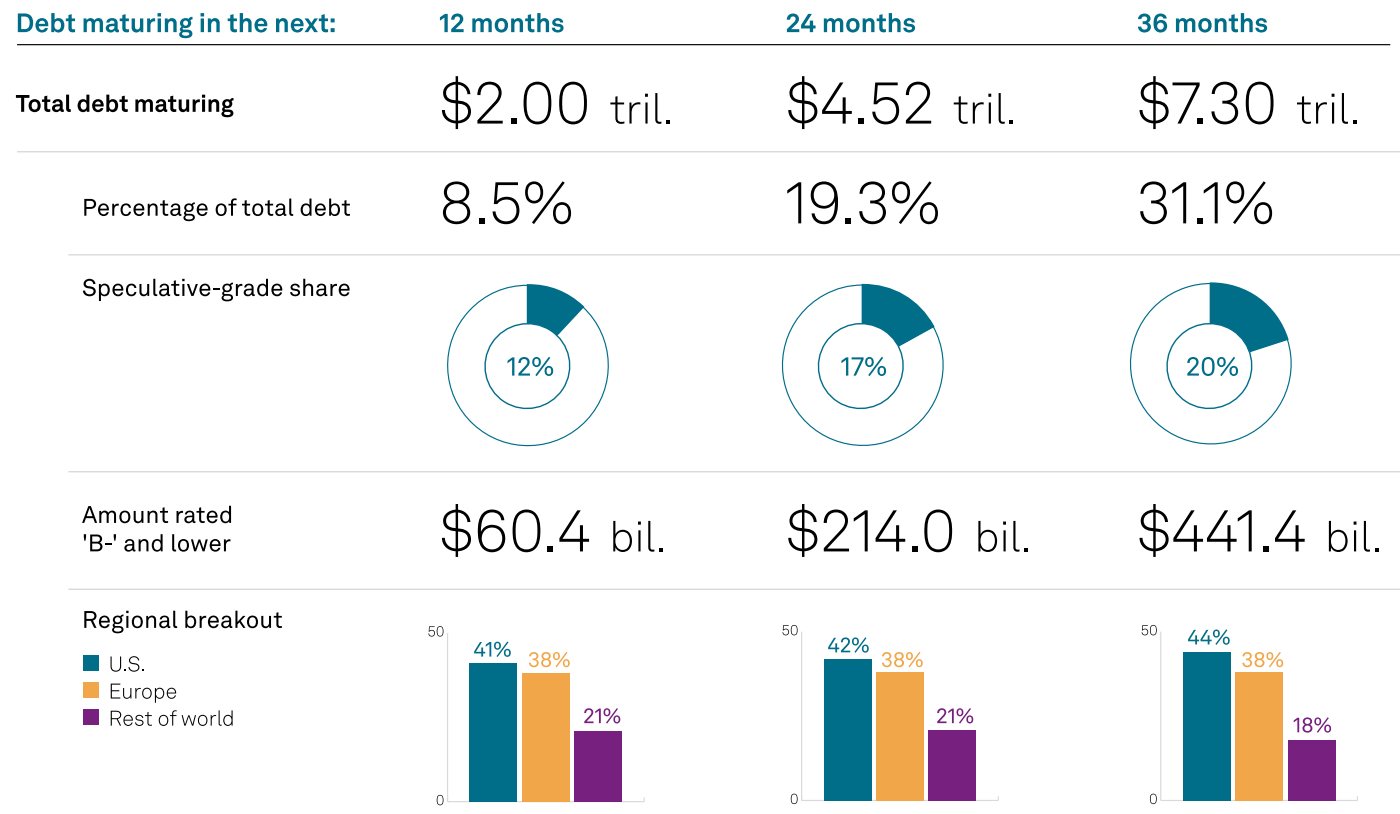 Debt maturing in the next: 12 months 24 months 36 months
Total debt maturing $2.00 tril. $4.52 tril. $7.30 tril.
Percentage of total debt 8.5% 19.3% 31.1%
Speculative-grade share
12% 17% 20%
Amount rated
'B-' and lower $60.4 bil. $214.0 bil. $441.4 bil.
Regional breakout
U.S.
Europe
Rest of world
50
41%
38%
21%
0
50
42%
38%
21%
0
50
44%
38%
18%
0